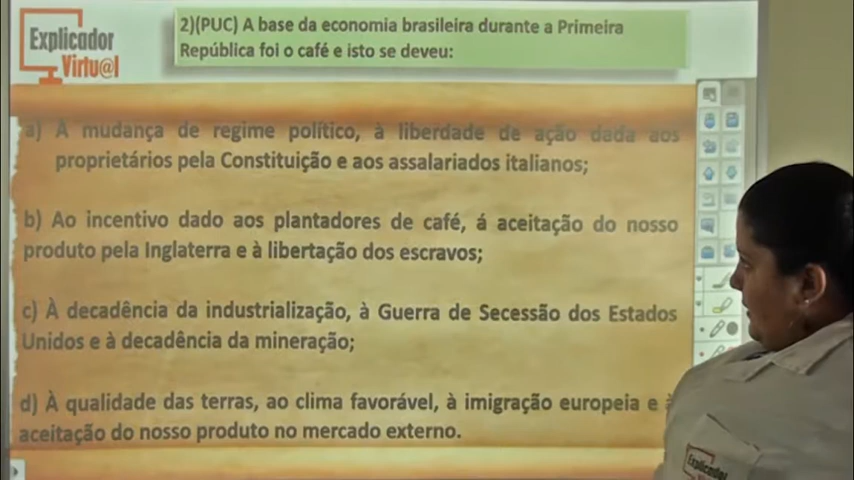 Explicador
Virtu@l
2)(PUC) A base da economia brasileira durante a Primeira
República foi o café e isto se deveu:
a) A mudança de regime político, à liberdade de ação dada aos
proprietários pela Constituição e aos assalariados italianos;
b) Ao incentivo dado aos plantadores de café, á aceitação do nosso
produto pela Inglaterra e à libertação dos escravos;
c) À decadência da industrialização, à Guerra de Secessão dos Estados
Unidos e à decadência da mineração;
d) À qualidade das terras, ao clima favorável, à imigração europeia e à
aceitação do nosso produto no mercado externo.
Explicador